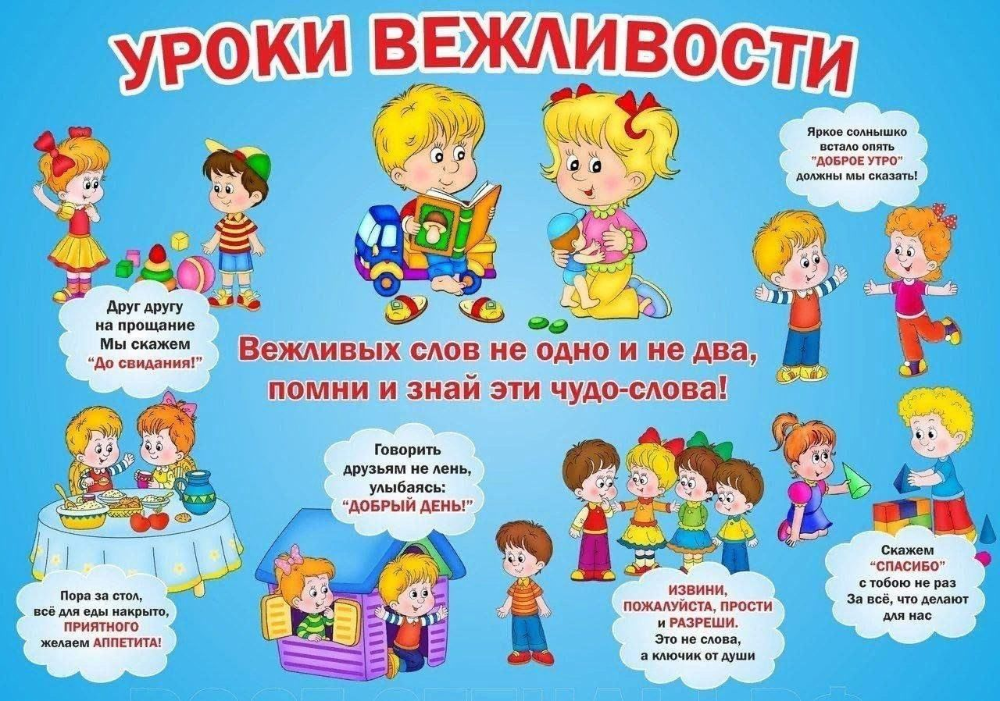 УРОКИ ВЕЖЛИВОСТИ
Яркое солнышко
встало опять
"ДОБРОЕ УТРО"
должны мы сказать!
Друг другу
на прощание
Мы скажем
“До свидания!”
Вежливых слов не одно и не два,
помни и знай эти чудо-слова!
Говорить
друзьям не лень,
улыбаясь:
“ДОБРЫЙ ДЕНЬ!”
Пора за стол,
всё для еды накрыто,
ПРИЯТНОГО
желаем АППЕТИТА!
ИЗВИНИ,
ПОЖАЛУЙСТА, ПРОСТИ
и РАЗРЕШИ.
Это не слова,
а ключик от души
Скажем
“СПАСИБО”
с тобою не раз
За всё, что делают
для нас